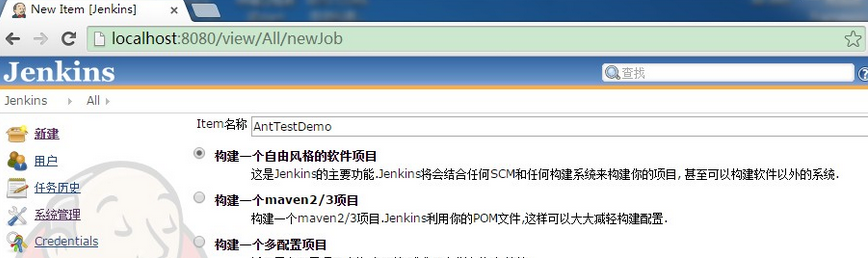 New Item [Jenkins]
localhost:8080/view/All/newJob
Jenkins
查找
Jenkins
All
Item名称
AntTestDemo
新建
用户
任务历史
系统管理
Credentials
构建一个自由风格的软件项目
这是Jenkins的主要功能.Jenkins将会结合任何SCM和任何构建系统来构建你的项目, 甚至可以构建软件以外的系统.
构建一个maven2/3项目
构建一个maven2/3项目.Jenkins利用你的POM文件,这样可以大大减轻构建配置.
构建一个多配置项目